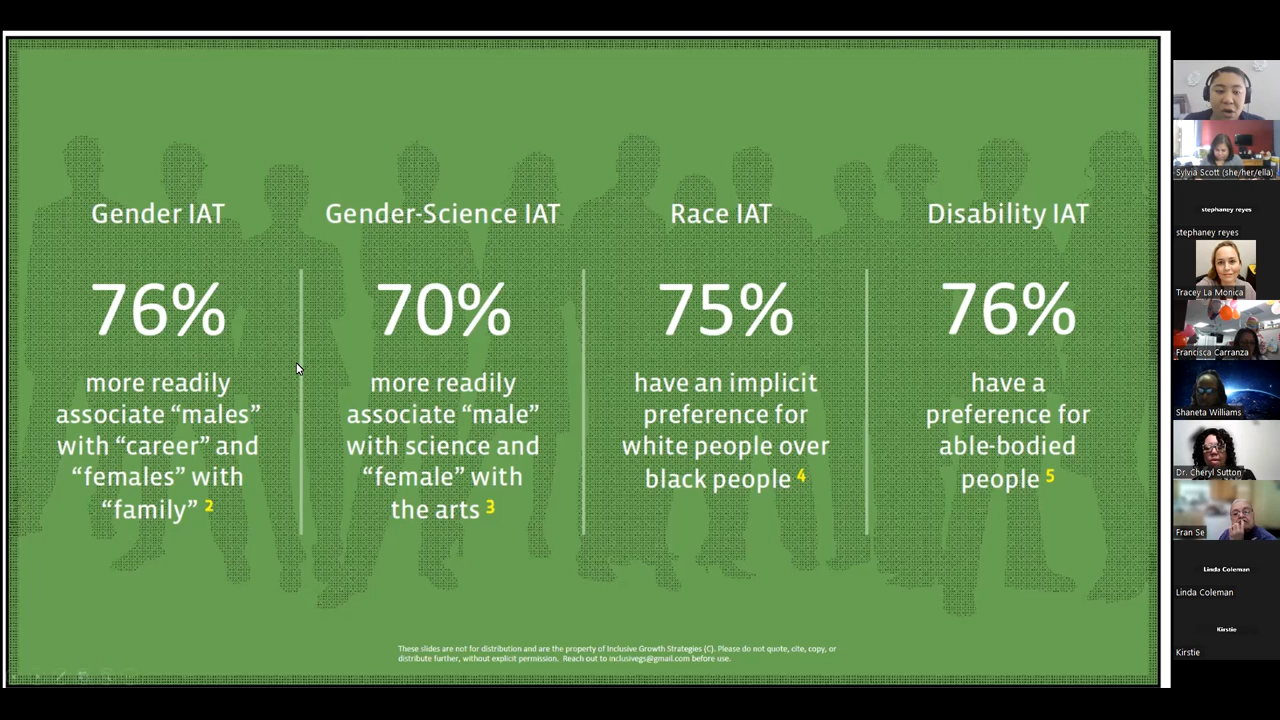 Gender IAT
76%
more readily
associate “males”
with “career” and
“females” with
“family” 2
Gender-Science IAT
70%
more readily
associate “male”
with science and
“female” with
the arts 3
Race IAT
75%
have an implicit
preference for
white people over
black people 4
Disability IAT
76%
have a
preference for
able-bodied
people 5
These slides are not for distribution and are the property of Inclusive Growth Strategies (C). Please do not quote, cite, copy, or
distribute further, without explicit permission.  Reach out to inclusivegs@gmail.com before use.
Sylvia Scott (she/her/ella)
stephaney reyes
stephaney reyes
Tracey La Monica
Francisca Carranza
Shaneta Williams
Dr. Cheryl Sutton
Fran Se
Linda Coleman
Linda Coleman
Kirstie
Kirstie